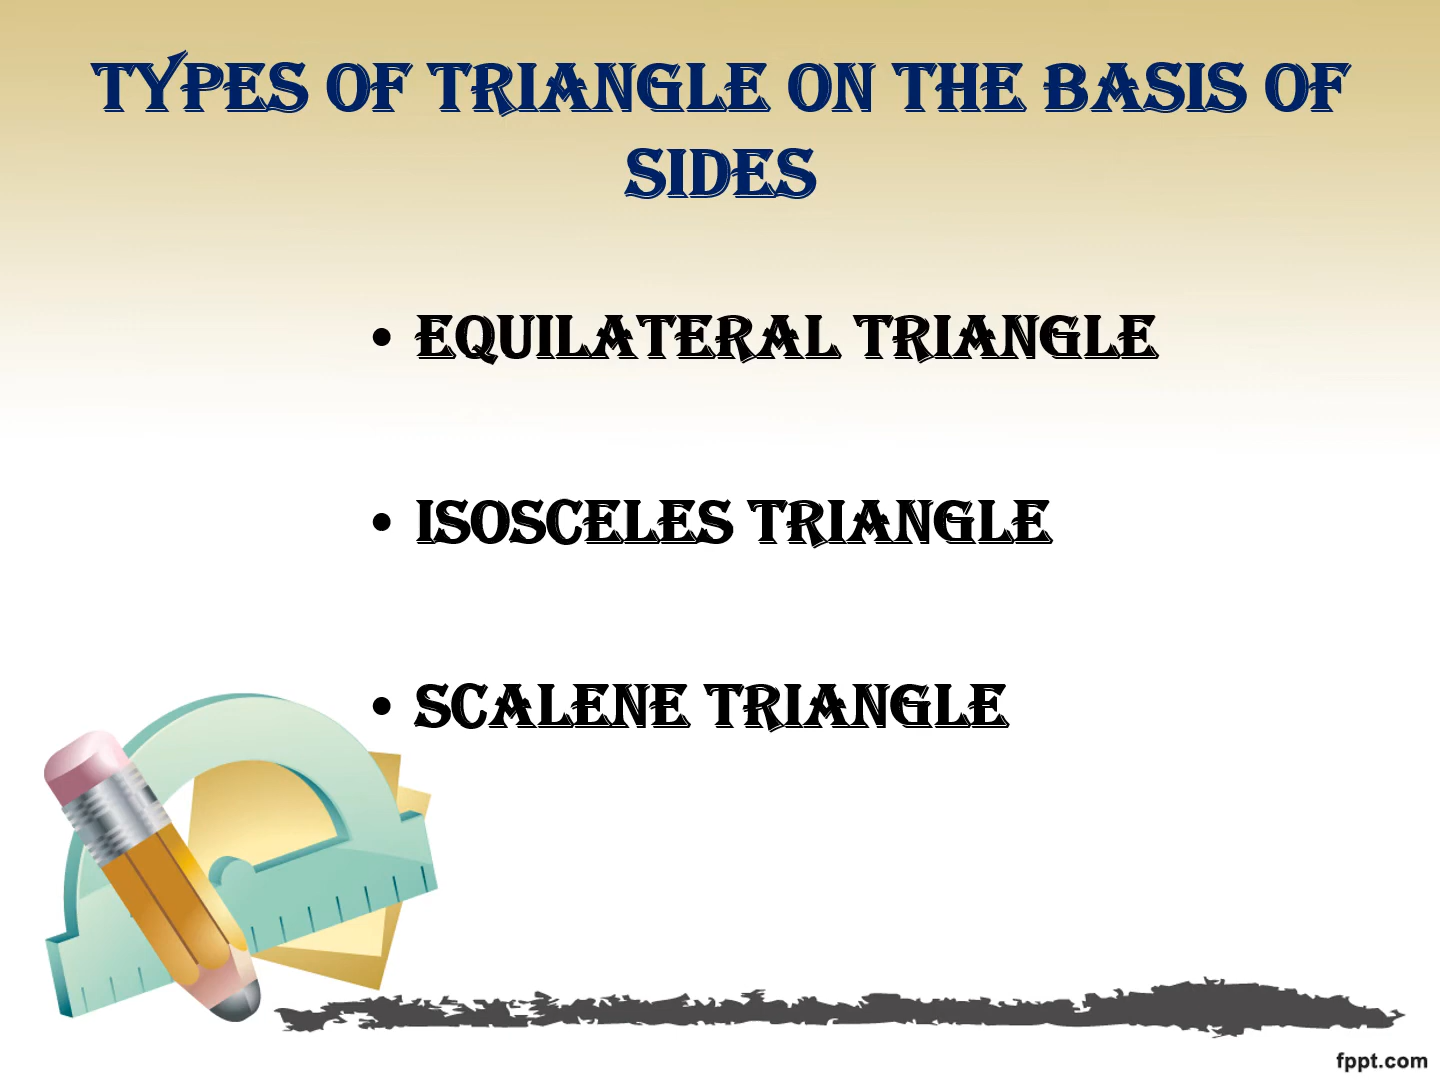 TYPES OF TRIANGLE ON THE BASIS OF
SIDES
• EQUILATERAL TRIANGLE
• ISOSCELES TRIANGLE
• SCALENE TRIANGLE
fppt.com